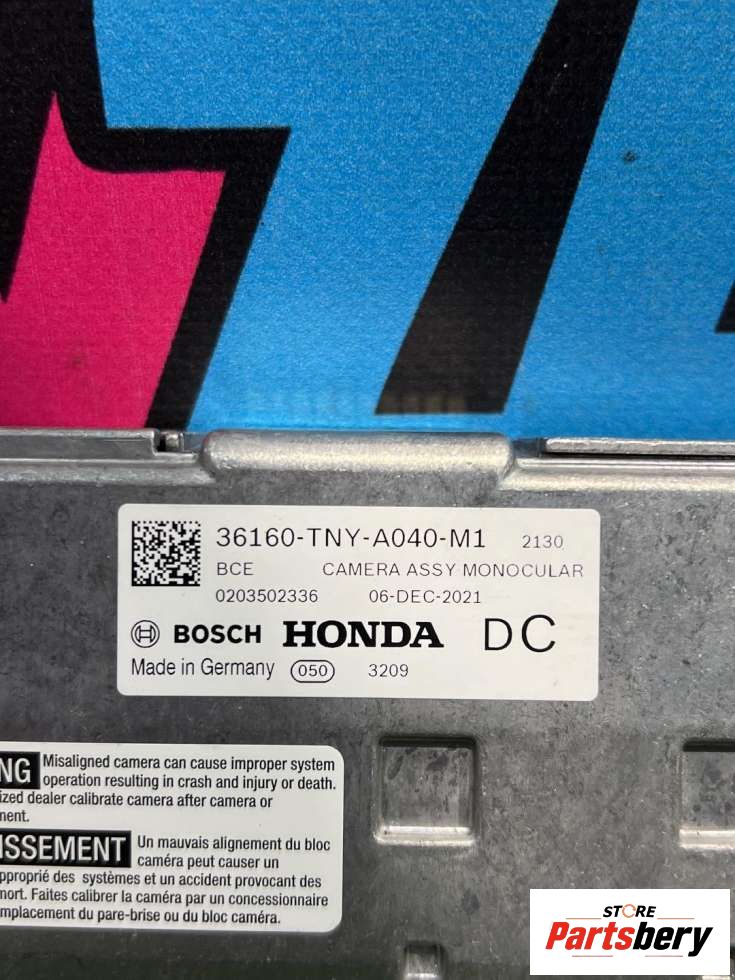 36160-TNY-A040-M1 2130
BCE CAMERA ASSY MONOCULAR
0203502336 06-DEC-2021
BOSCH HONDA DC
Made in Germany 050 3209
NG Misaligned camera can cause improper system
operation resulting in crash and injury or death.
ized dealer calibrate camera after camera or
ment.
ISSEMENT Un mauvais alignement du bloc
caméra peut causer un
approprié des systèmes et un accident provocant des
mort. Faites calibrer la caméra par un concessionnaire
mplacement du pare-brise ou du bloc caméra.
STORE
Partsbery